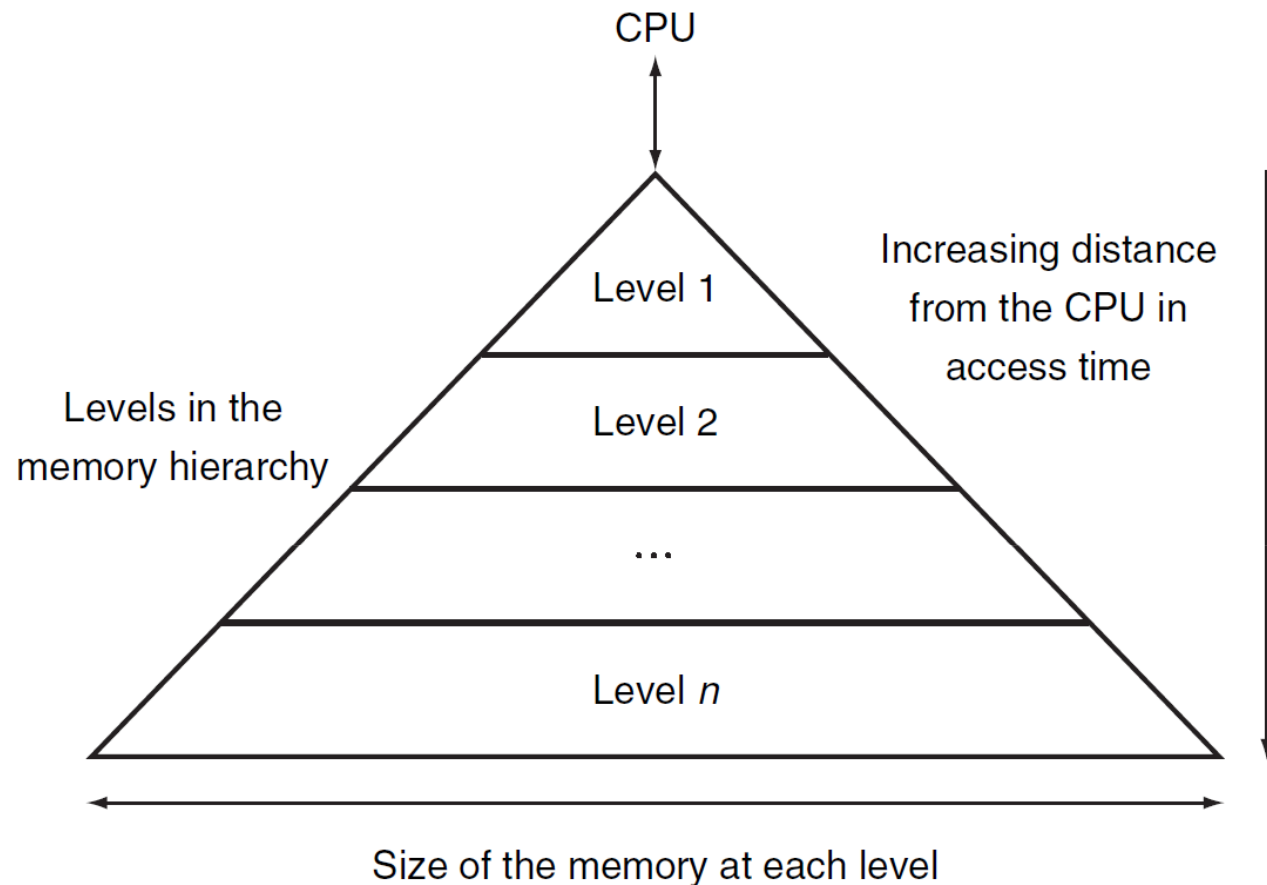 CPU
Level 1
Increasing distance
from the CPU in
access time
Levels in the
memory hierarchy
Level 2
...
Level n
Size of the memory at each level